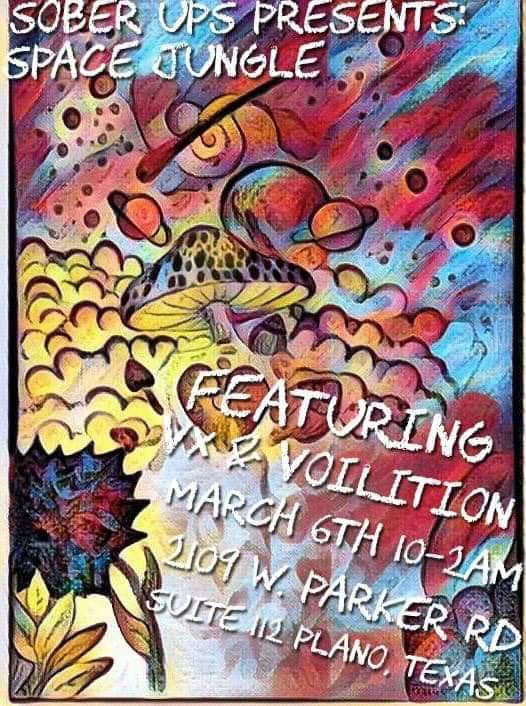 SOBER UPS PRESENTS:
SPACE JUNGLE
FEATURING
VX & VOILITION
MARCH 6TH 10-2AM
2109 W. PARKER RD
SUITE 112 PLANO, TEXAS